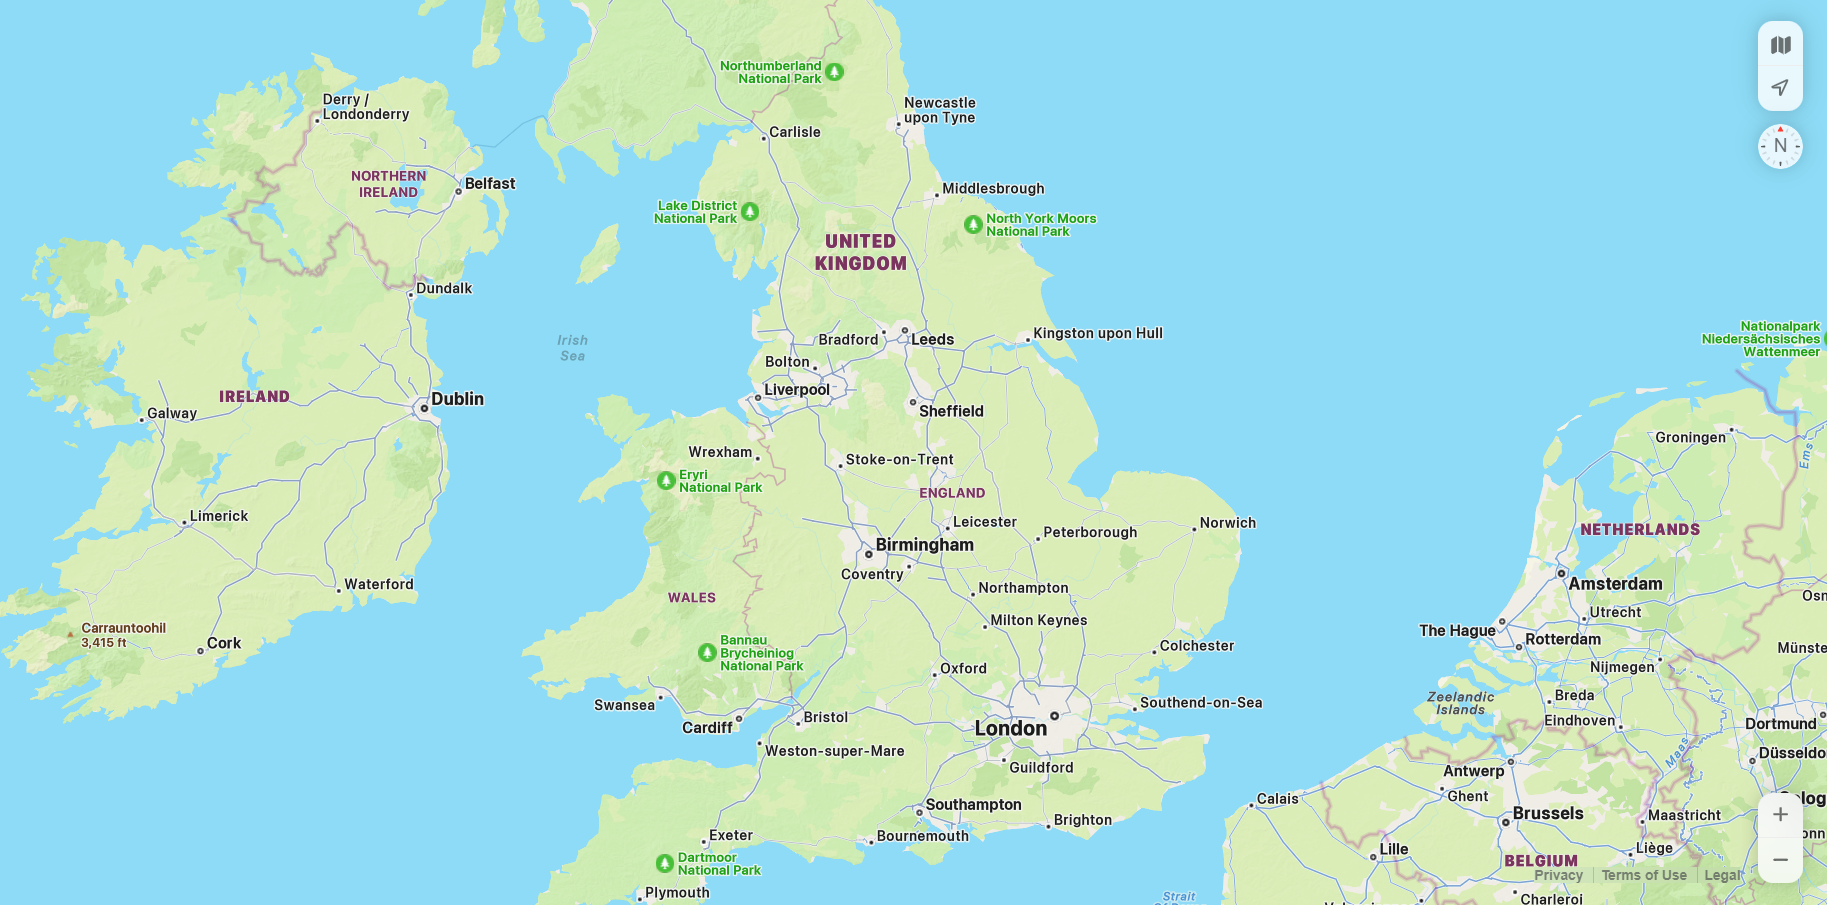 Northumberland
National Park
Derry /
Londonderry
Newcastle
upon Tyne
Carlisle
N
NORTHERN
IRELAND
Belfast
Middlesbrough
Lake District
National Park
North York Moors
National Park
UNITED
KINGDOM
Dundalk
Irish
Sea
Bradford
Leeds
Kingston upon Hull
Nationalpark
Niedersächsisches
Wattenmeer
Bolton
Liverpool
IRELAND
Dublin
Galway
Sheffield
Groningen
Ems
Wrexham
Stoke-on-Trent
Eryri
National Park
ENGLAND
Limerick
Leicester
Peterborough
Norwich
NETHERLANDS
Birmingham
Coventry
Amsterdam
Waterford
WALES
Northampton
Milton Keynes
Utrecht
Osn
Carrauntoohil
3,415 ft
Cork
The Hague
Rotterdam
Bannau
Brycheiniog
National Park
Colchester
Münste
Oxford
Nijmegen
Swansea
Cardiff
Bristol
Southend-on-Sea
Zeelandic
Islands
Breda
Eindhoven
London
Dortmund
Weston-super-Mare
Guildford
Maas
Düsseldo
Antwerp
Ghent
Calais
Southampton
Brighton
Brussels
Maastricht
olog
onn
Exeter
Bournemouth
Lille
Liège
Dartmoor
National Park
BELGIUM
Privacy
Terms of Use
Legal
Plymouth
Strait
Charleroi